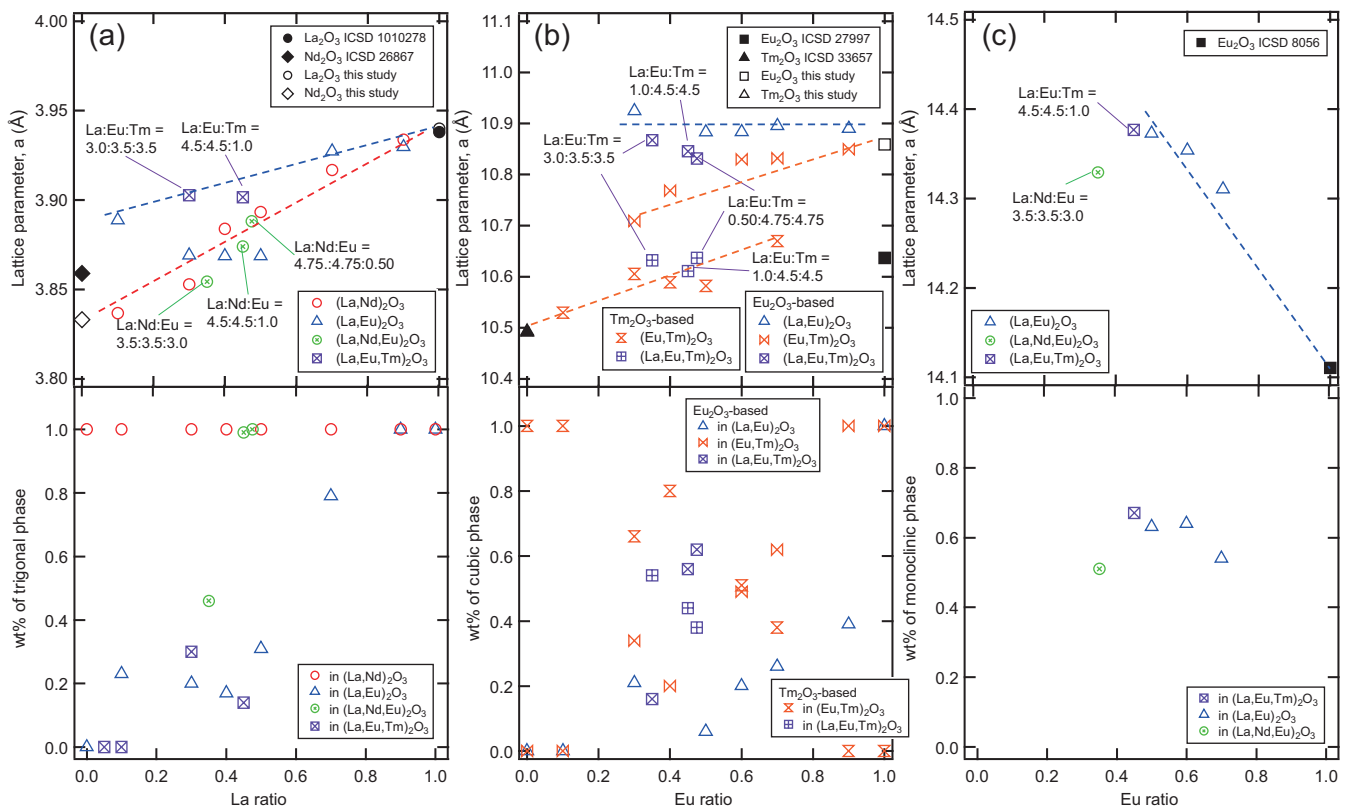 (a)
4.00
3.95
3.90
3.85
3.80
Lattice parameter, a (Å)
La₂O₃ ICSD 1010278
Nd₂O₃ ICSD 26867
La₂O₃ this study
Nd₂O₃ this study
La:Eu:Tm =
3.0:3.5:3.5
La:Eu:Tm =
4.5:4.5:1.0
La:Nd:Eu =
4.75.:4.75:0.50
La:Nd:Eu =
4.5:4.5:1.0
La:Nd:Eu =
3.5:3.5:3.0
(La,Nd)₂O₃
(La,Eu)₂O₃
(La,Nd,Eu)₂O₃
(La,Eu,Tm)₂O₃
1.0
0.8
0.6
0.4
0.2
0.0
wt% of trigonal phase
in (La,Nd)₂O₃
in (La,Eu)₂O₃
in (La,Nd,Eu)₂O₃
in (La,Eu,Tm)₂O₃
0.0 0.2 0.4 0.6 0.8 1.0
La ratio
(b)
11.0
10.9
10.8
10.7
10.6
10.5
10.4
Lattice parameter, a (Å)
Eu₂O₃ ICSD 27997
Tm₂O₃ ICSD 33657
Eu₂O₃ this study
Tm₂O₃ this study
La:Eu:Tm =
1.0:4.5:4.5
La:Eu:Tm =
3.0:3.5:3.5
La:Eu:Tm =
0.50:4.75:4.75
La:Eu:Tm =
1.0:4.5:4.5
Tm₂O₃-based
(Eu,Tm)₂O₃
(La,Eu,Tm)₂O₃
Eu₂O₃-based
(La,Eu)₂O₃
(Eu,Tm)₂O₃
(La,Eu,Tm)₂O₃
1.0
0.8
0.6
0.4
0.2
0.0
wt% of cubic phase
Eu₂O₃-based
in (La,Eu)₂O₃
in (Eu,Tm)₂O₃
in (La,Eu,Tm)₂O₃
Tm₂O₃-based
in (Eu,Tm)₂O₃
in (La,Eu,Tm)₂O₃
0.0 0.2 0.4 0.6 0.8 1.0
Eu ratio
(c)
14.5
14.4
14.3
14.2
14.1
Lattice parameter, a (Å)
Eu₂O₃ ICSD 8056
La:Eu:Tm =
4.5:4.5:1.0
La:Nd:Eu =
3.5:3.5:3.0
(La,Eu)₂O₃
(La,Nd,Eu)₂O₃
(La,Eu,Tm)₂O₃
1.0
0.8
0.6
0.4
0.2
0.0
wt% of monoclinic phase
in (La,Eu,Tm)₂O₃
in (La,Eu)₂O₃
in (La,Nd,Eu)₂O₃
0.0 0.2 0.4 0.6 0.8 1.0
Eu ratio